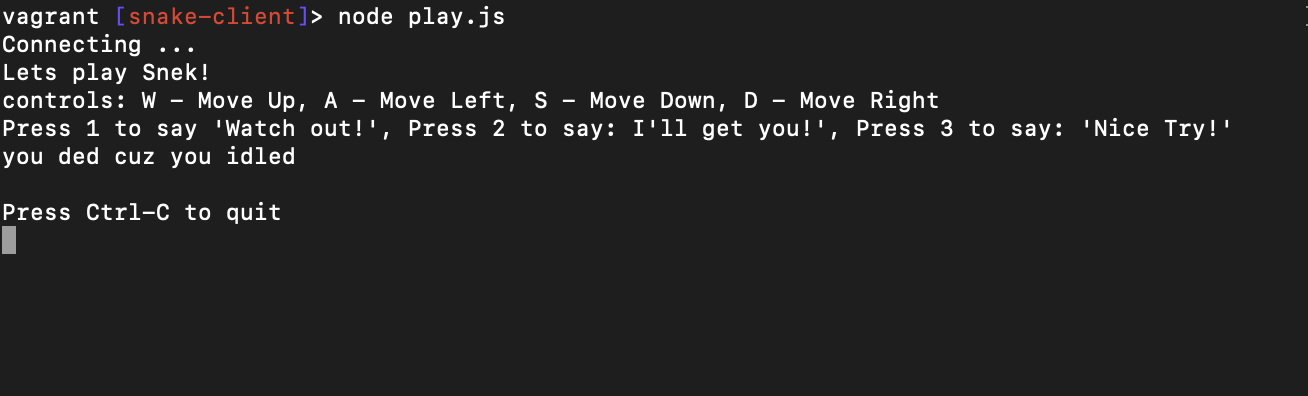 vagrant [snake-client]> node play.js
Connecting ...
Lets play Snek!
controls: W - Move Up, A - Move Left, S - Move Down, D - Move Right
Press 1 to say 'Watch out!', Press 2 to say: I'll get you!', Press 3 to say: 'Nice Try!'
you ded cuz you idled
Press Ctrl-C to quit